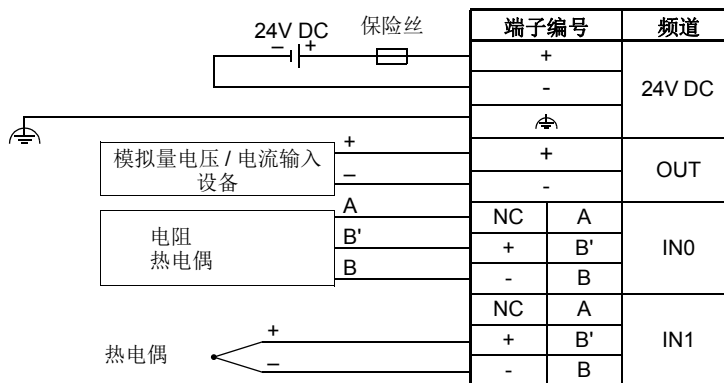 24V DC
保险丝
− +
端子编号 频道
+
-
24V DC
模拟量电压 / 电流输入
设备
+
−
+
-
OUT
电阻
热电偶
A
B'
B
NC A
+ B'
- B
IN0
热电偶
+
−
NC A
+ B'
- B
IN1